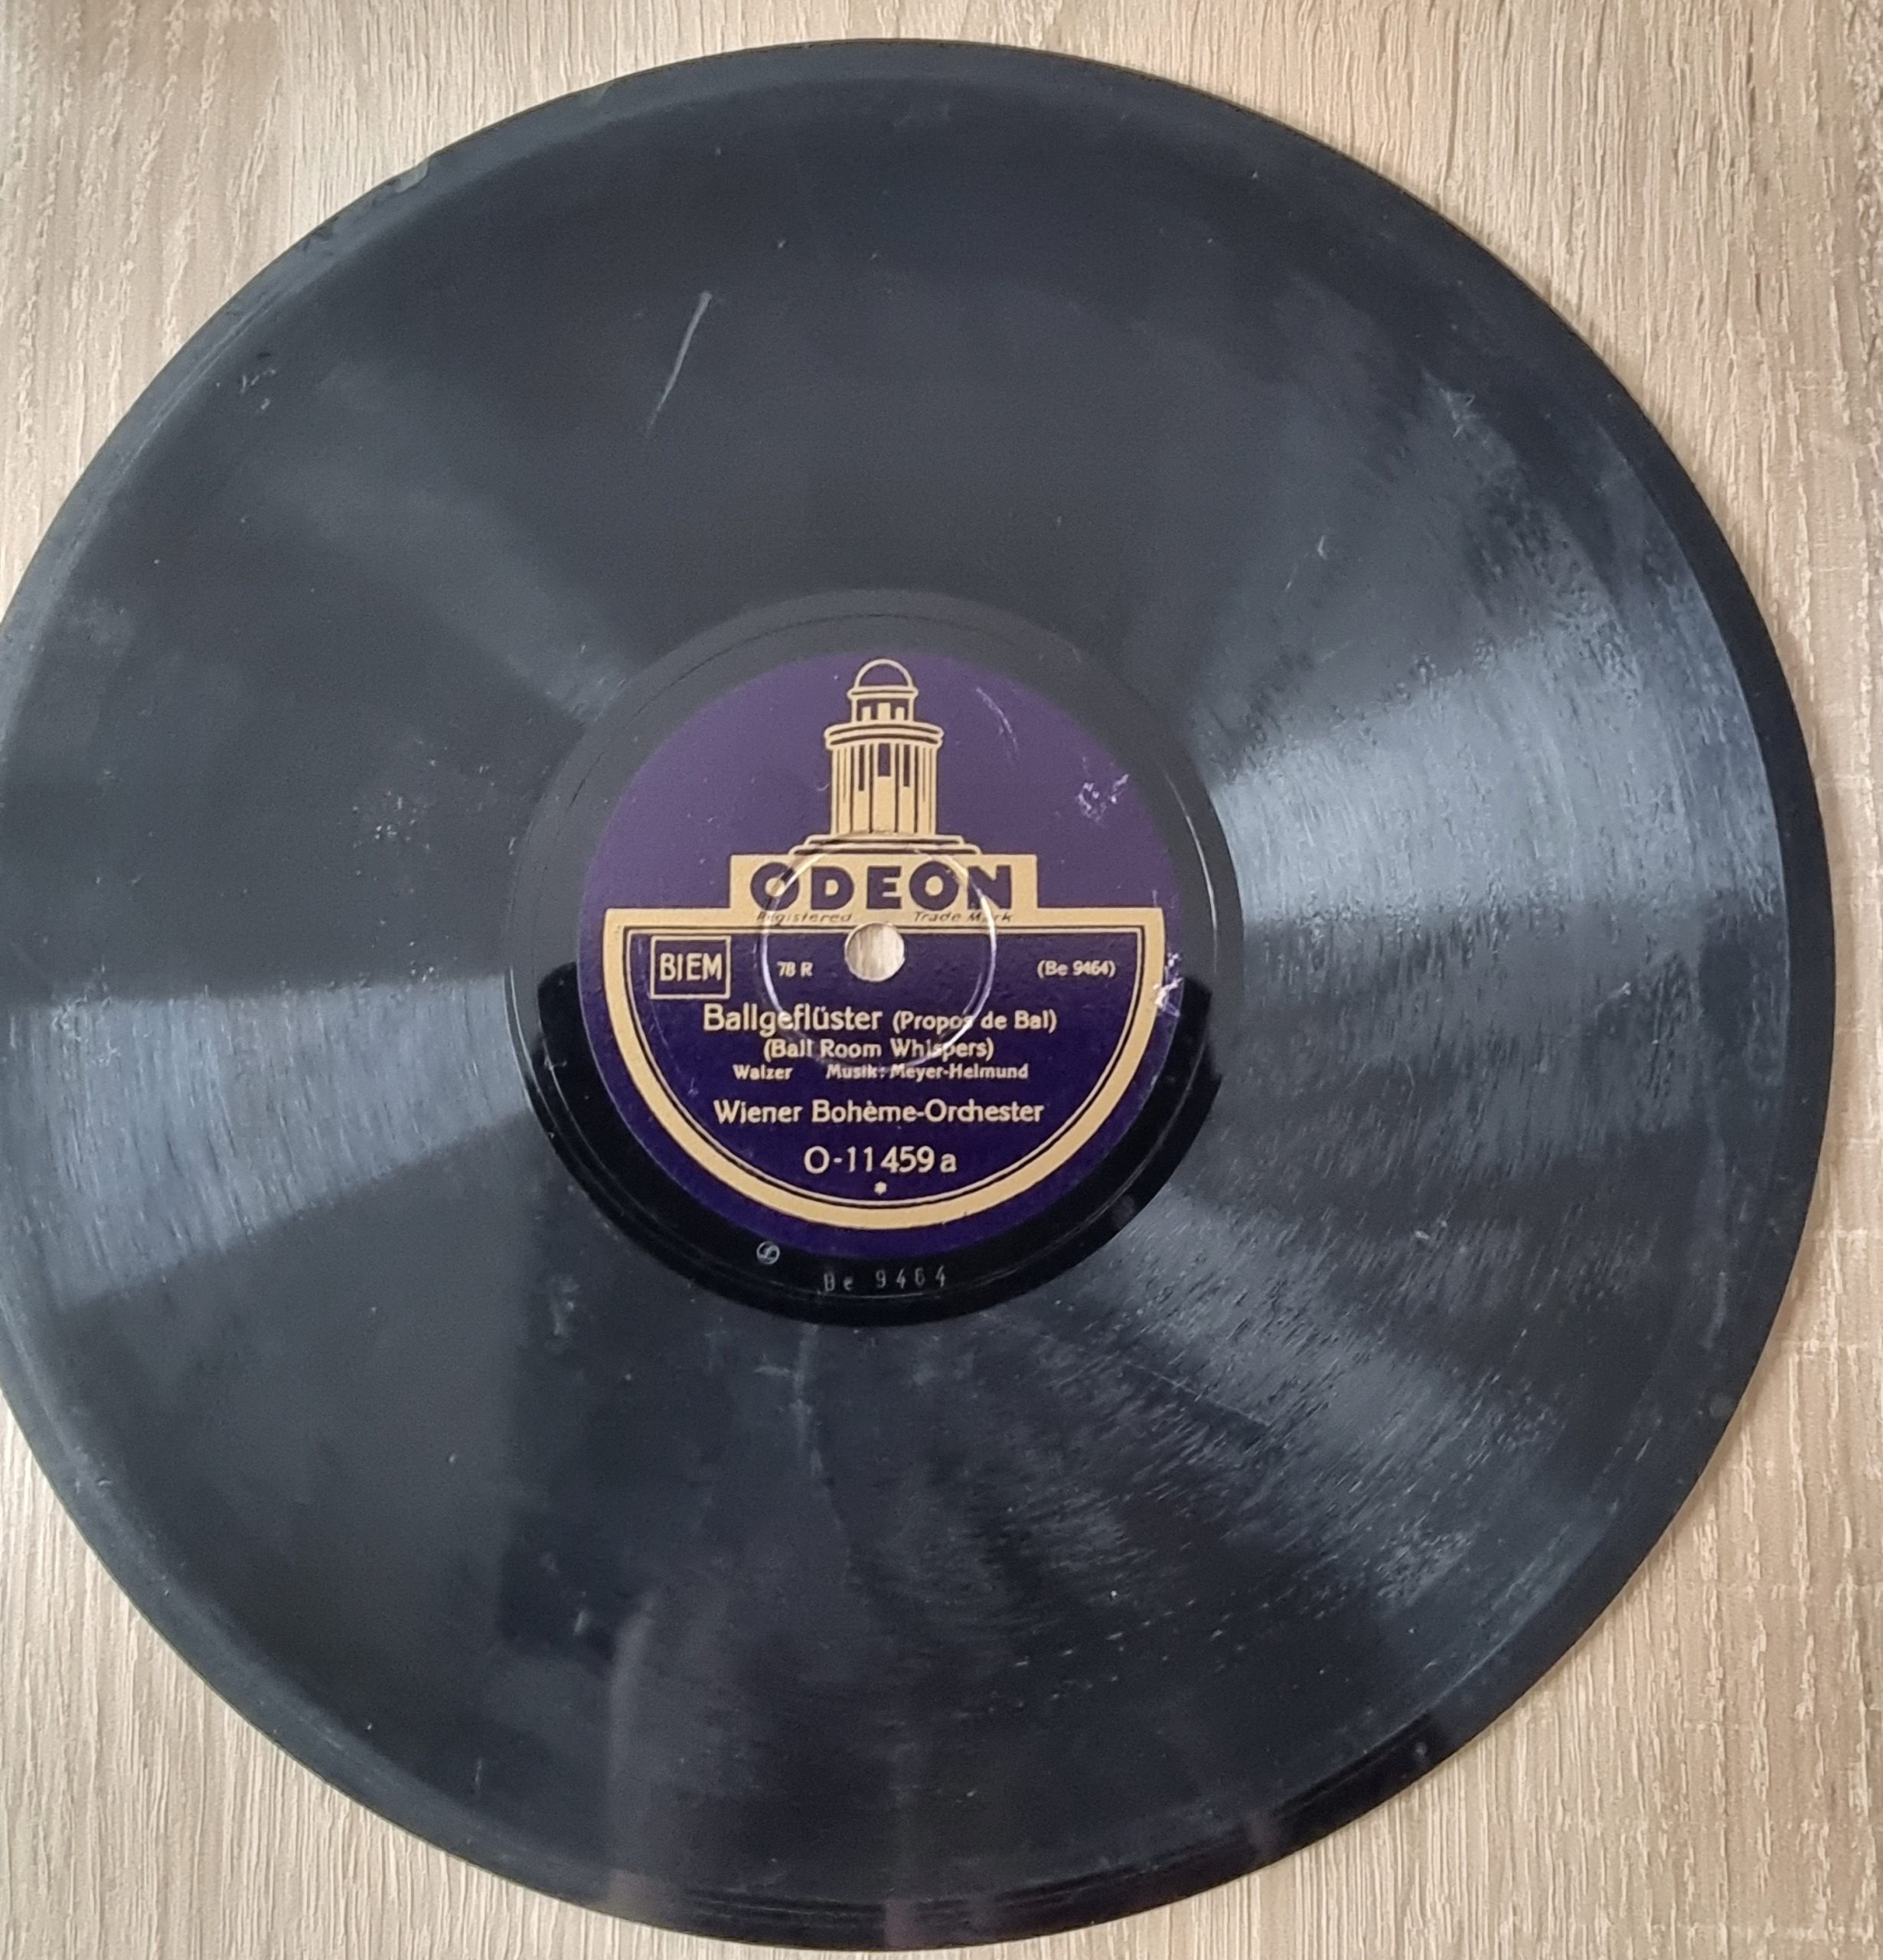 ODEON
Registered Trade Mark
BIEM 78 R (Be 9464)
Ballgeflüster (Propos de Bal)
(Ball Room Whispers)
Walzer Musik: Meyer-Helmund
Wiener Bohème-Orchester
O-11459a
*
Be 9464